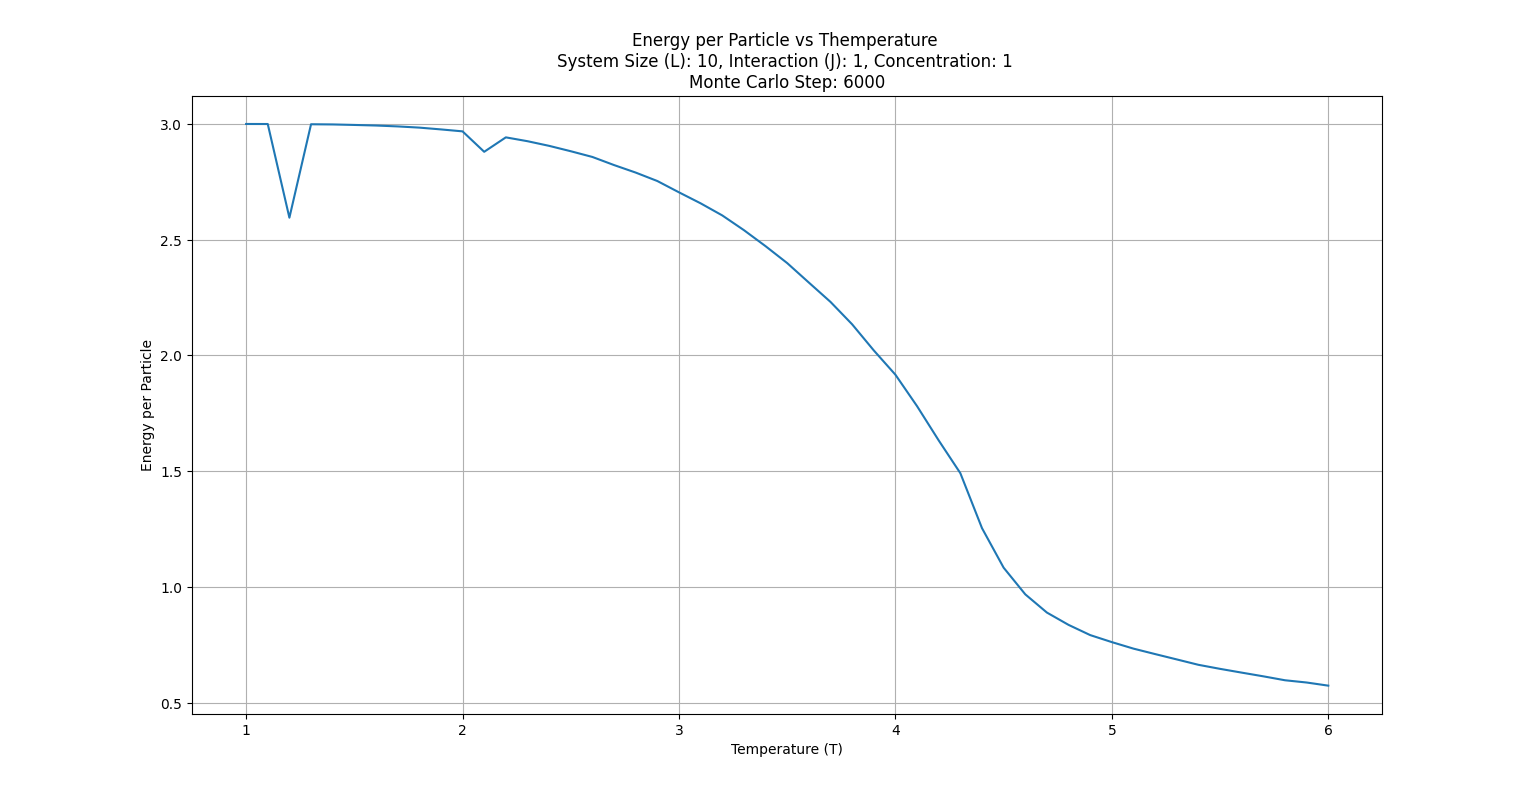 Energy per Particle vs Themperature
System Size (L): 10, Interaction (J): 1, Concentration: 1
Monte Carlo Step: 6000
Energy per Particle
3.0
2.5
2.0
1.5
1.0
0.5
1 2 3 4 5 6
Temperature (T)